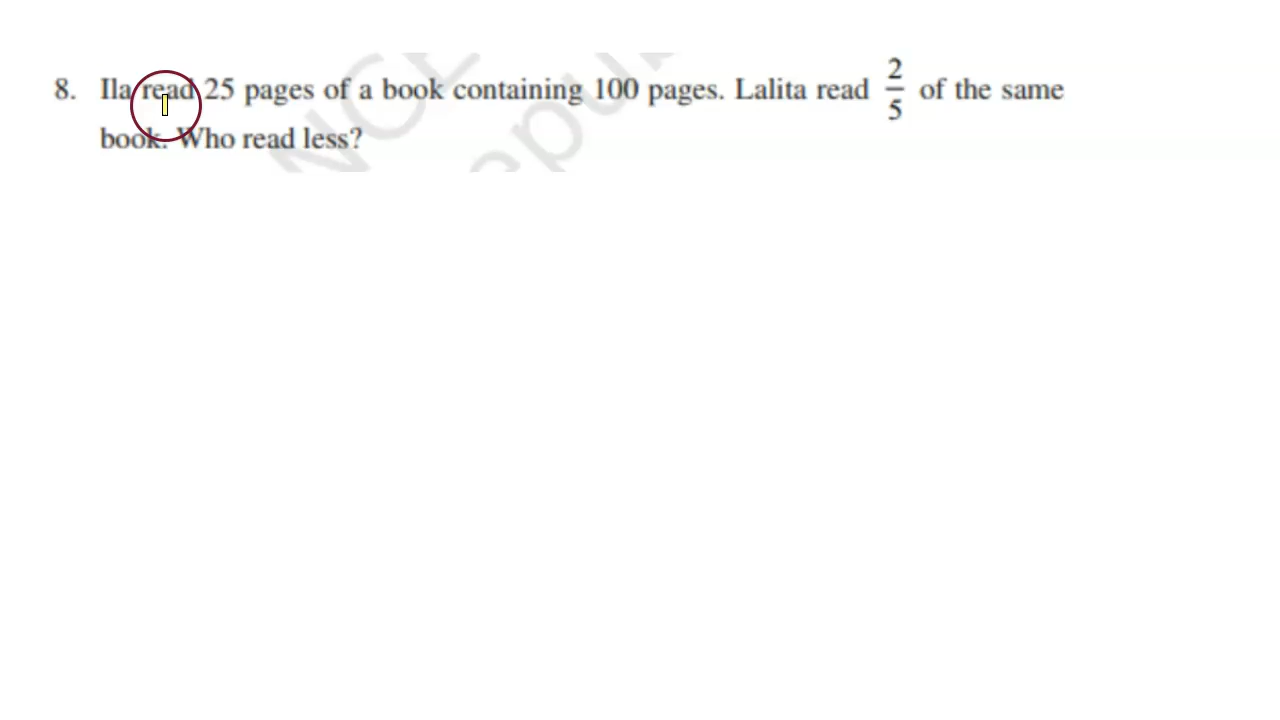 8. Ila read 25 pages of a book containing 100 pages. Lalita read 2/5 of the same
book. Who read less?